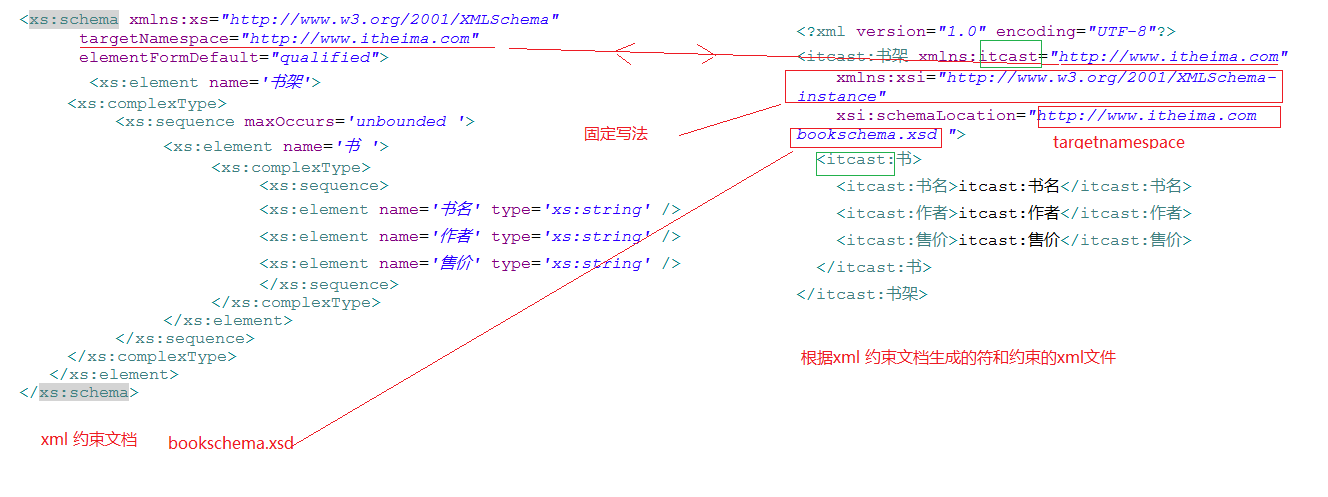 <xs:schema xmlns:xs="http://www.w3.org/2001/XMLSchema"
targetNamespace="http://www.itheima.com"
elementFormDefault="qualified">
<xs:element name='书架'>
<xs:complexType>
<xs:sequence maxOccurs='unbounded '>
<xs:element name='书 '>
<xs:complexType>
<xs:sequence>
<xs:element name='书名' type='xs:string' />
<xs:element name='作者' type='xs:string' />
<xs:element name='售价' type='xs:string' />
</xs:sequence>
</xs:complexType>
</xs:element>
</xs:sequence>
</xs:complexType>
</xs:element>
</xs:schema>
xml 约束文档
bookschema.xsd
固定写法
<?xml version="1.0" encoding="UTF-8"?>
<itcast:书架 xmlns:itcast="http://www.itheima.com"
xmlns:xsi="http://www.w3.org/2001/XMLSchema-
instance"
xsi:schemaLocation="http://www.itheima.com
bookschema.xsd ">
targetnamespace
<itcast:书>
<itcast:书名>itcast:书名</itcast:书名>
<itcast:作者>itcast:作者</itcast:作者>
<itcast:售价>itcast:售价</itcast:售价>
</itcast:书>
</itcast:书架>
根据xml 约束文档生成的符和约束的xml文件